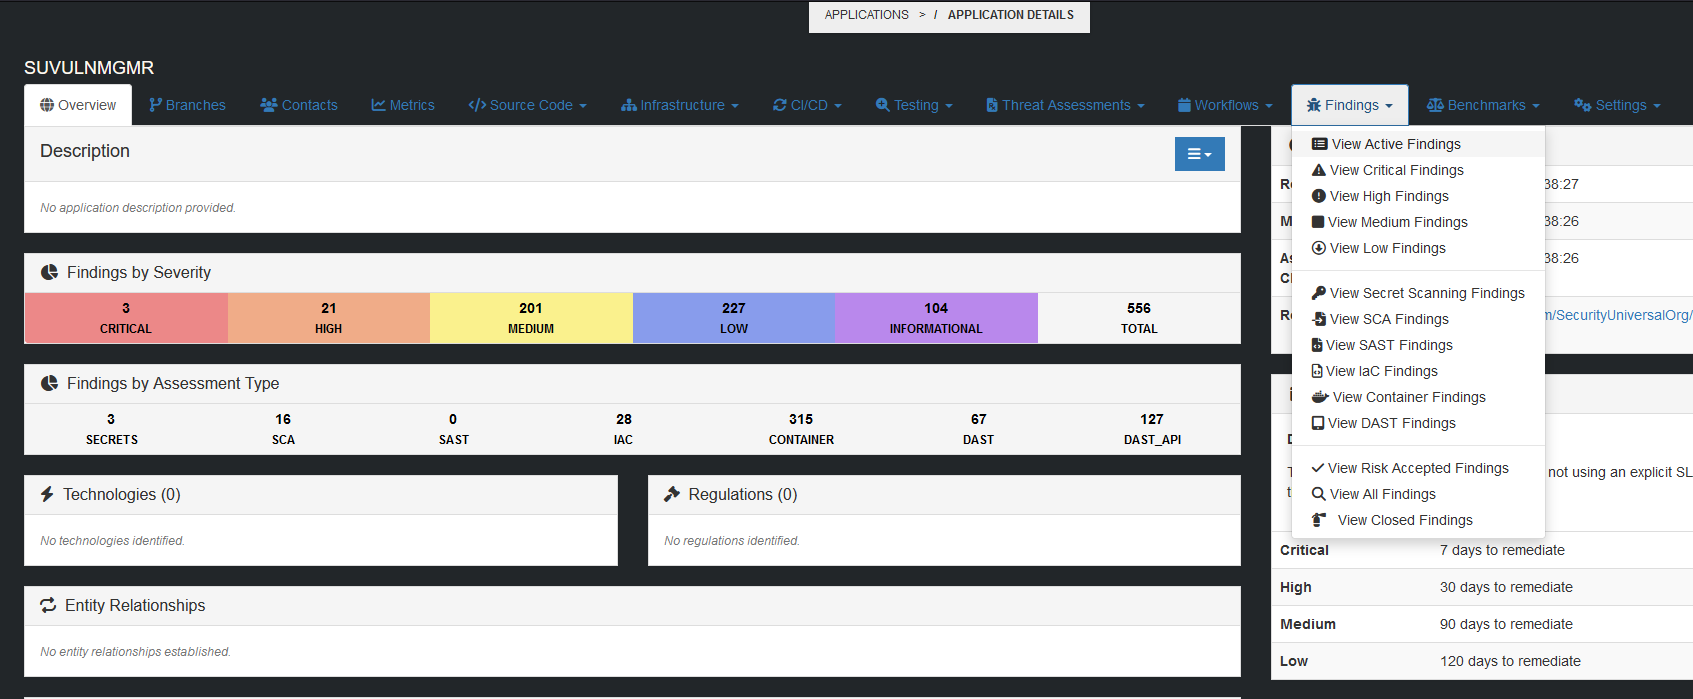 APPLICATIONS > / APPLICATION DETAILS
SUVULNMGMR
Overview Branches Contacts Metrics </> Source Code Infrastructure CI/CD Testing Threat Assessments Workflows Findings Benchmarks Settings
Description
No application description provided.
Findings by Severity
3 21 201 227 104 556
CRITICAL HIGH MEDIUM LOW INFORMATIONAL TOTAL
Findings by Assessment Type
3 16 0 28 315 67 127
SECRETS SCA SAST IAC CONTAINER DAST DAST_API
Technologies (0)
No technologies identified.
Regulations (0)
No regulations identified.
Entity Relationships
No entity relationships established.
View Active Findings
View Critical Findings
View High Findings
View Medium Findings
View Low Findings
View Secret Scanning Findings
View SCA Findings
View SAST Findings
View IaC Findings
View Container Findings
View DAST Findings
View Risk Accepted Findings
View All Findings
View Closed Findings
38:27
38:26
38:26
m/SecurityUniversalOrg/
not using an explicit SL
Critical 7 days to remediate
High 30 days to remediate
Medium 90 days to remediate
Low 120 days to remediate